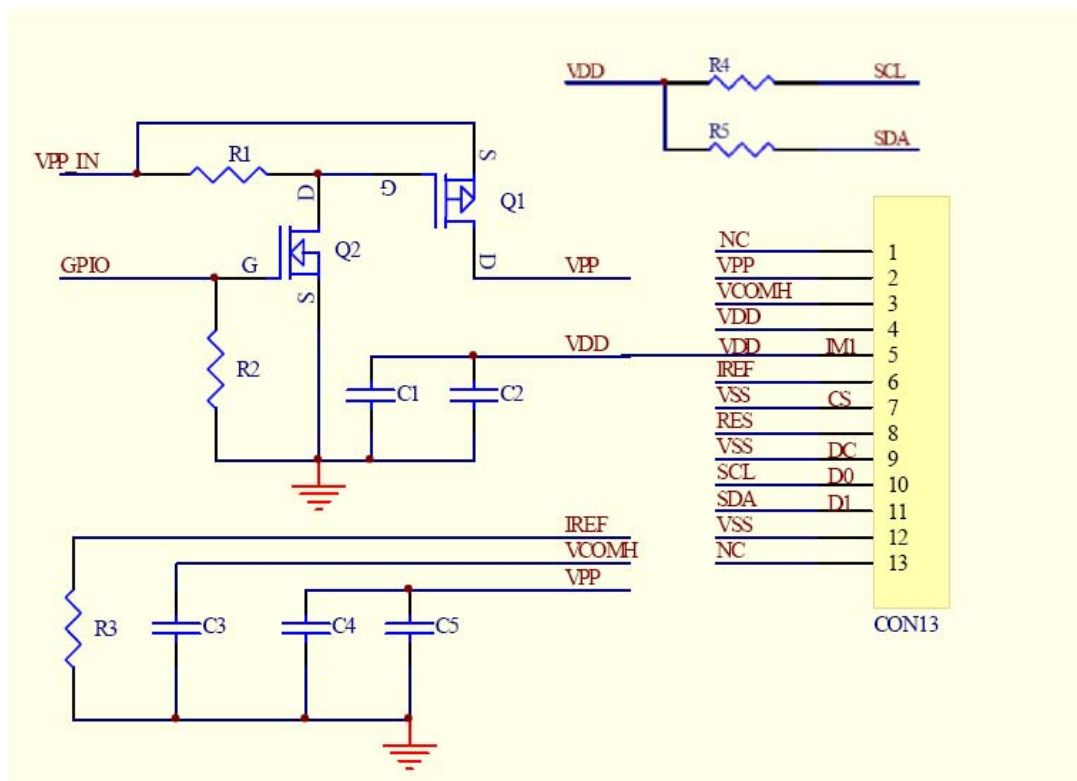 VDD
R4
SCL
R5
SDA
VPP_IN
R1
D
G
S
Q1
D
VPP
GPIO
G
Q2
S
R2
VDD
C1
C2
NC
1
VPP
2
VCOMH
3
VDD
4
VDD IM1
5
IREF
6
VSS CS
7
RES
8
VSS DC
9
SCL D0
10
SDA D1
11
VSS
12
NC
13
CON13
IREF
VCOMH
VPP
R3
C3
C4
C5